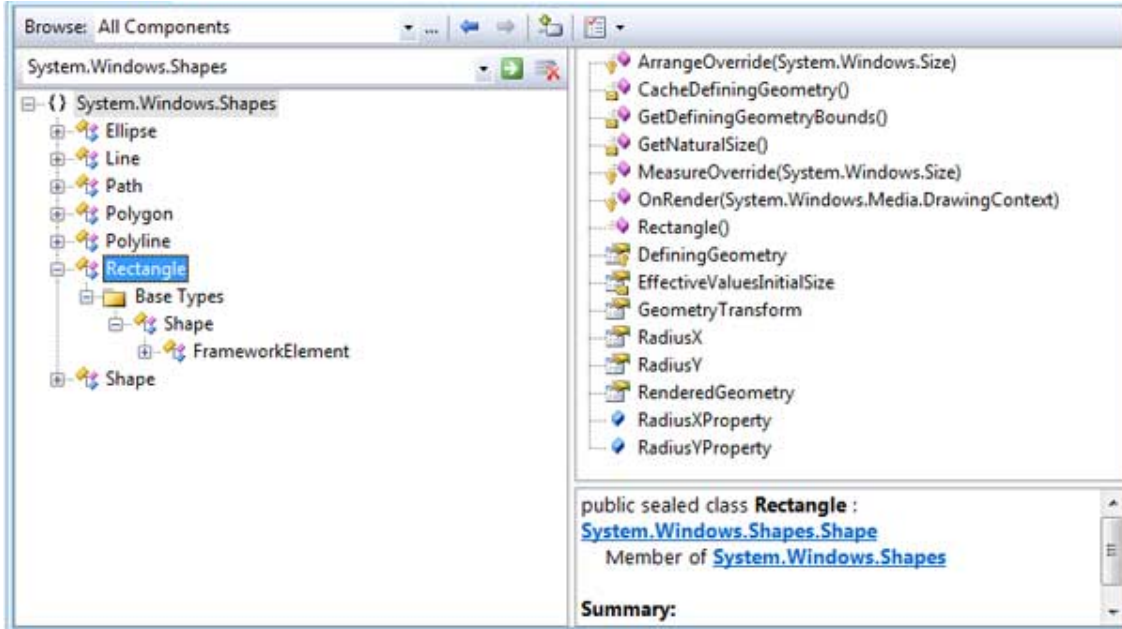 Browse: All Components
...
System.Windows.Shapes
{} System.Windows.Shapes
Ellipse
Line
Path
Polygon
Polyline
Rectangle
Base Types
Shape
FrameworkElement
Shape
ArrangeOverride(System.Windows.Size)
CacheDefiningGeometry()
GetDefiningGeometryBounds()
GetNaturalSize()
MeasureOverride(System.Windows.Size)
OnRender(System.Windows.Media.DrawingContext)
Rectangle()
DefiningGeometry
EffectiveValuesInitialSize
GeometryTransform
RadiusX
RadiusY
RenderedGeometry
RadiusXProperty
RadiusYProperty
public sealed class Rectangle :
System.Windows.Shapes.Shape
Member of System.Windows.Shapes
Summary: